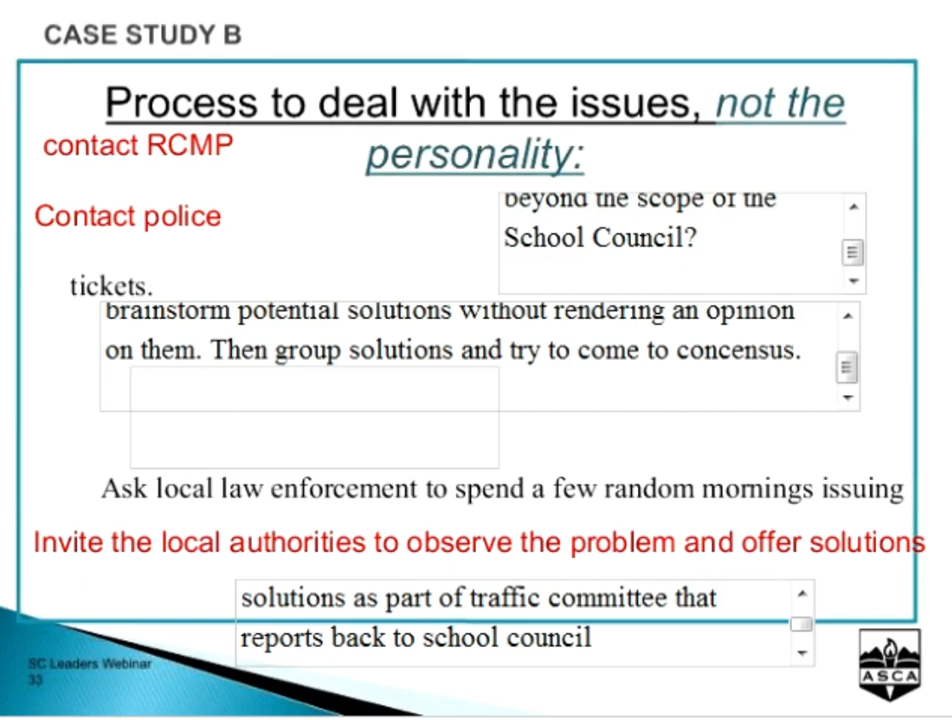 CASE STUDY B
Process to deal with the issues, not the
personality:
contact RCMP
Contact police
beyond the scope of the
School Council?
tickets.
brainstorm potential solutions without rendering an opinion
on them. Then group solutions and try to come to concensus.
Ask local law enforcement to spend a few random mornings issuing
Invite the local authorities to observe the problem and offer solutions
solutions as part of traffic committee that
reports back to school council
SC Leaders Webinar
33
ASCA